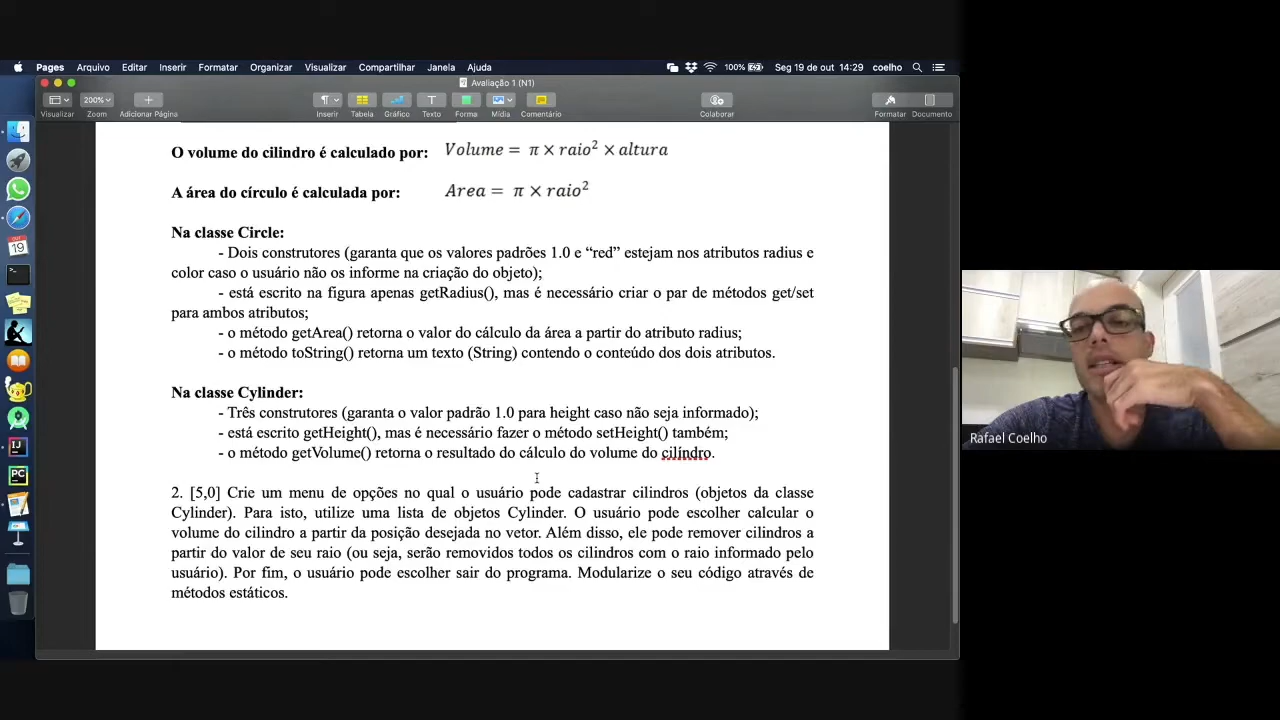 Pages Arquivo Editar Inserir Formatar Organizar Visualizar Compartilhar Janela Ajuda 100% Seg 19 de out 14:29 coelho
Avaliação 1 (N1)
200%
Visualizar Zoom Adicionar Página Inserir Tabela Gráfico Texto Forma Mídia Comentário Colaborar Formatar Documento
O volume do cilindro é calculado por: Volume = π × raio² × altura
A área do círculo é calculada por: Area = π × raio²
Na classe Circle:
- Dois construtores (garanta que os valores padrões 1.0 e “red” estejam nos atributos radius e
color caso o usuário não os informe na criação do objeto);
- está escrito na figura apenas getRadius(), mas é necessário criar o par de métodos get/set
para ambos atributos;
- o método getArea() retorna o valor do cálculo da área a partir do atributo radius;
- o método toString() retorna um texto (String) contendo o conteúdo dos dois atributos.
Na classe Cylinder:
- Três construtores (garanta o valor padrão 1.0 para height caso não seja informado);
- está escrito getHeight(), mas é necessário fazer o método setHeight() também;
- o método getVolume() retorna o resultado do cálculo do volume do cilíndro.
2. [5,0] Crie um menu de opções no qual o usuário pode cadastrar cilindros (objetos da classe
Cylinder). Para isto, utilize uma lista de objetos Cylinder. O usuário pode escolher calcular o
volume do cilindro a partir da posição desejada no vetor. Além disso, ele pode remover cilindros a
partir do valor de seu raio (ou seja, serão removidos todos os cilindros com o raio informado pelo
usuário). Por fim, o usuário pode escolher sair do programa. Modularize o seu código através de
métodos estáticos.
19
IJ
Rafael Coelho